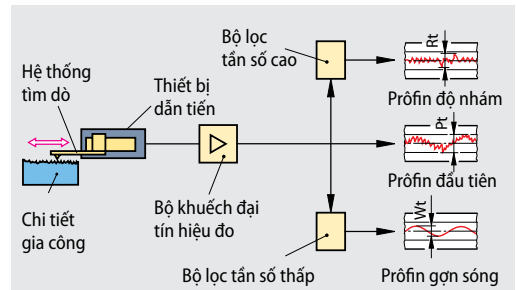 Bộ lọc
tần số cao
Rt
Prôfin độ nhám
Hệ thống
tìm dò
Thiết bị
dẫn tiến
Pt
Prôfin đầu tiên
Chi tiết
gia công
Bộ khuếch đại
tín hiệu đo
Wt
Bộ lọc tần số thấp
Prôfin gợn sóng